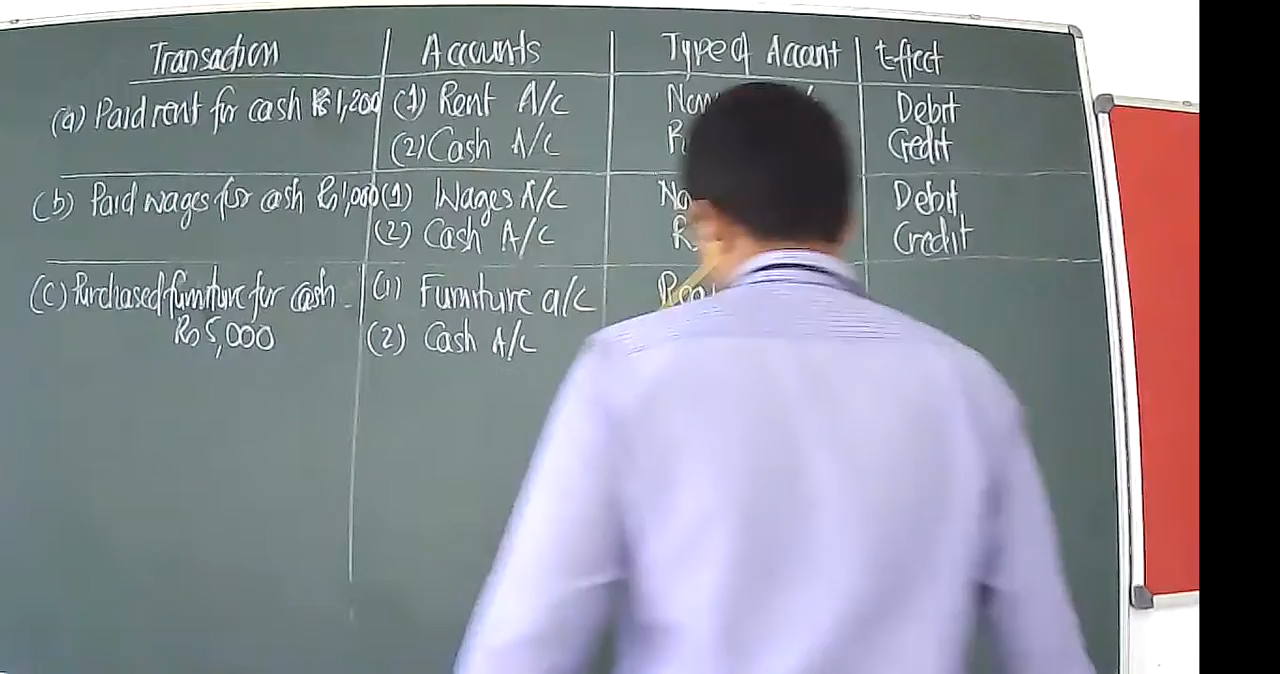 Transaction Accounts Type of Account Effect
(a) Paid rent for cash Rs 1,200 (1) Rent A/C Debit
(2) Cash A/C Credit
(b) Paid wages for cash Rs 1,000 (1) Wages A/C Debit
(2) Cash A/C Credit
(c) Purchased furniture for cash (1) Furniture a/c
Rs 5,000 (2) Cash A/C